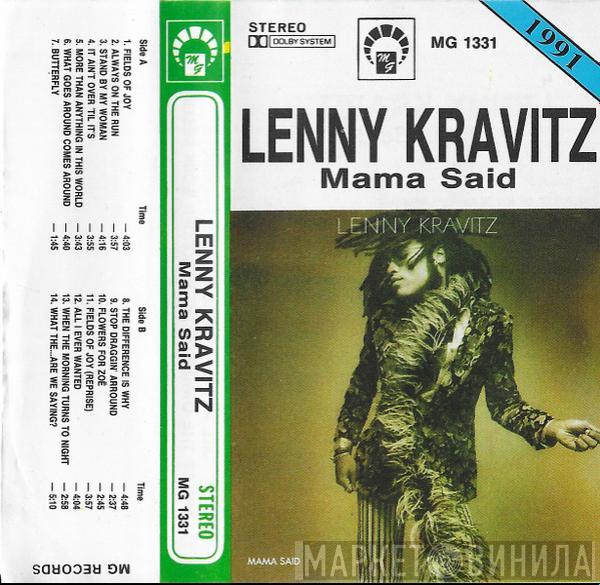 Side A Time
1. FIELDS OF JOY — 4:03
2. ALWAYS ON THE RUN — 3:57
3. STAND BY MY WOMAN — 4:16
4. IT AIN'T OVER 'TIL IT'S — 3:55
5. MORE THAN ANYTHING IN THIS WORLD — 3:43
6. WHAT GOES AROUND COMES AROUND — 4:40
7. BUTTERFLY — 1:45
Side B Time
8. THE DIFFERENCE IS WHY — 4:48
9. STOP DRAGGIN' ARROUND — 2:37
10. FLOWERS FOR ZOË — 2:45
11. FIELDS OF JOY (REPRISE) — 3:57
12. ALL I EVER WANTED — 4:04
13. WHEN THE MORNING TURNS TO NIGHT — 2:58
14. WHAT THE...ARE WE SAYING? — 5:10
MG RECORDS
MG
LENNY KRAVITZ
Mama Said
STEREO
MG 1331
STEREO
DOLBY SYSTEM
MG
MG 1331
1991
LENNY KRAVITZ
Mama Said
LENNY KRAVITZ
MAMA SAID
МАРКЕТ ВИНИЛА